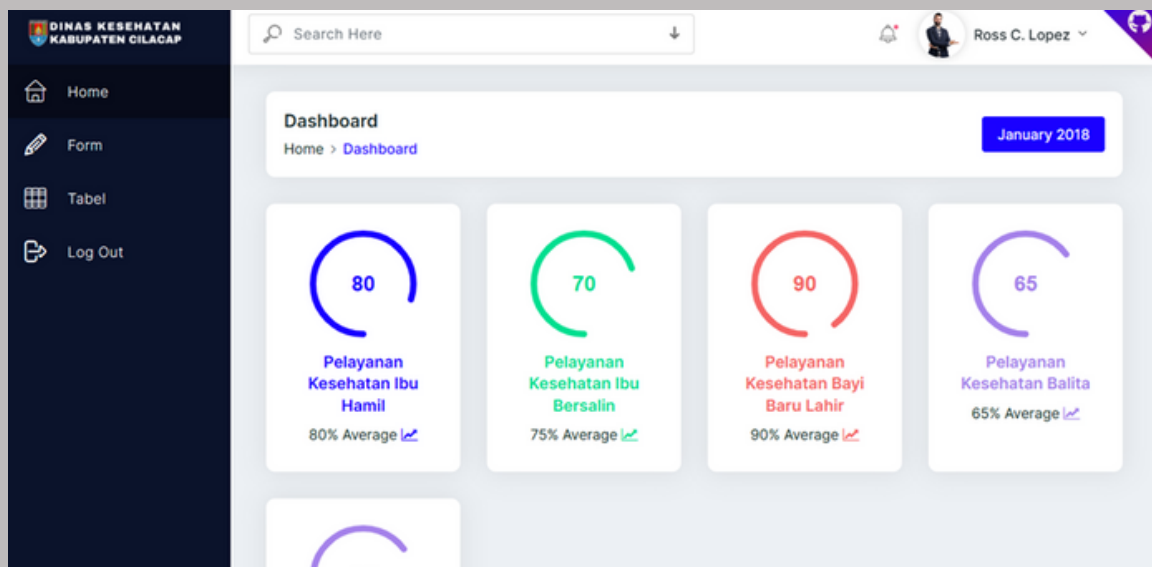 DINAS KESEHATAN
KABUPATEN CILACAP
Search Here
Ross C. Lopez
Home
Form
Tabel
Log Out
Dashboard
Home > Dashboard
January 2018
80
Pelayanan
Kesehatan Ibu
Hamil
80% Average
70
Pelayanan
Kesehatan Ibu
Bersalin
75% Average
90
Pelayanan
Kesehatan Bayi
Baru Lahir
90% Average
65
Pelayanan
Kesehatan Balita
65% Average